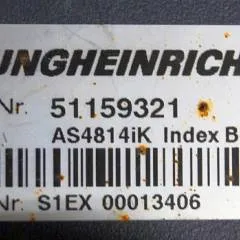 UNGHEINRICH
Nr. 51159321
AS4814iK Index B
Nr. S1EX 00013406